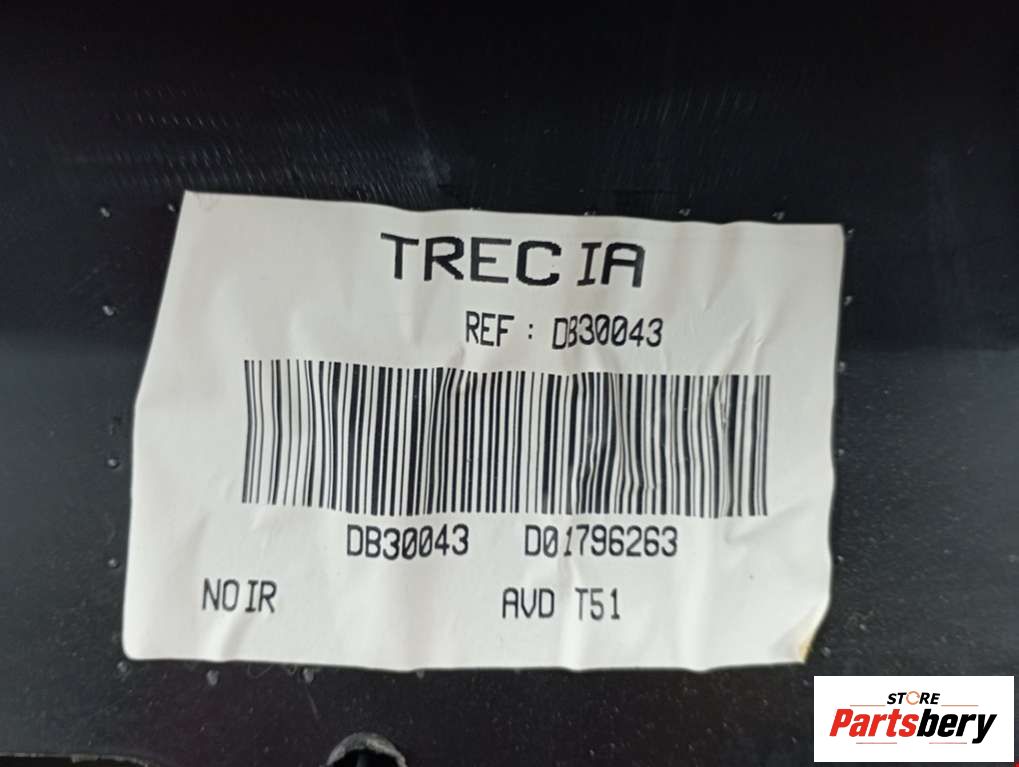 TRECIA
REF : DB30043
DB30043 D01796263
NOIR AVD T51
STORE
Partsbery